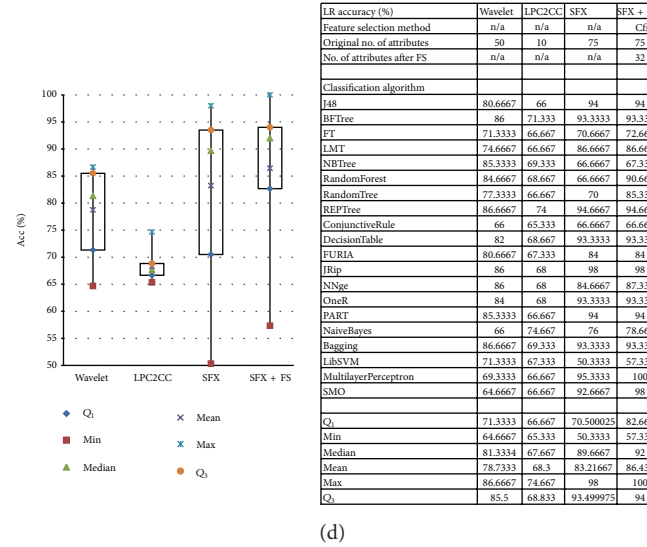 100
95
90
85
80
75
70
65
60
55
50
Acc (%)
Wavelet LPC2CC SFX SFX + FS
Q1 Mean
Min Max
Median Q3
LR accuracy (%) Wavelet LPC2CC SFX SFX +
Feature selection method n/a n/a n/a Cfs
Original no. of attributes 50 10 75 75
No. of attributes after FS n/a n/a n/a 32
Classification algorithm
J48 80.6667 66 94 94
BFTree 86 71.333 93.3333 93.33
FT 71.3333 66.667 70.6667 72.66
LMT 74.6667 66.667 86.6667 86.66
NBTree 85.3333 69.333 66.6667 67.33
RandomForest 84.6667 68.667 66.6667 90.66
RandomTree 77.3333 66.667 70 85.33
REPTree 86.6667 74 94.6667 94.66
ConjunctiveRule 66 65.333 66.6667 66.66
DecisionTable 82 68.667 93.3333 93.33
FURIA 80.6667 67.333 84 84
JRip 86 68 98 98
NNge 86 68 84.6667 87.33
OneR 84 68 93.3333 93.33
PART 85.3333 66.667 94 94
NaiveBayes 66 74.667 76 78.66
Bagging 86.6667 69.333 93.3333 93.33
LibSVM 71.3333 67.333 50.3333 57.33
MultilayerPerceptron 69.3333 66.667 95.3333 100
SMO 64.6667 66.667 92.6667 98
Q1 71.3333 66.667 70.500025 82.66
Min 64.6667 65.333 50.3333 57.33
Median 81.3334 67.667 89.6667 92
Mean 78.7333 68.3 83.21667 86.43
Max 86.6667 74.667 98 100
Q3 85.5 68.833 93.499975 94
(d)